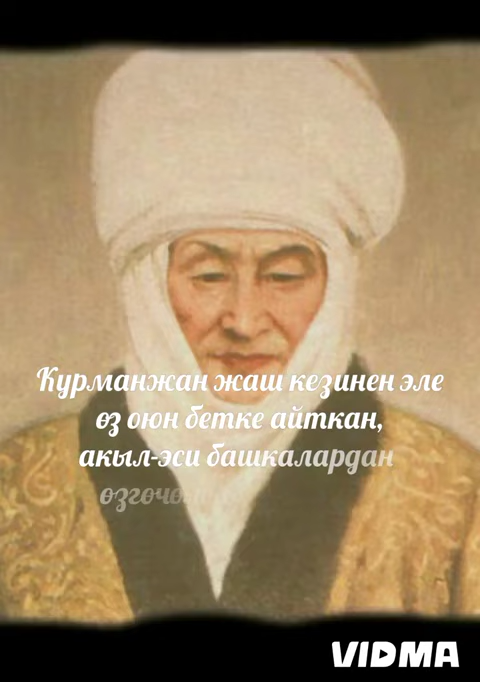 Курманжан жаш кезинен эле
өз оюн бетке айткан,
акыл-эси башкалардан
VIDMA